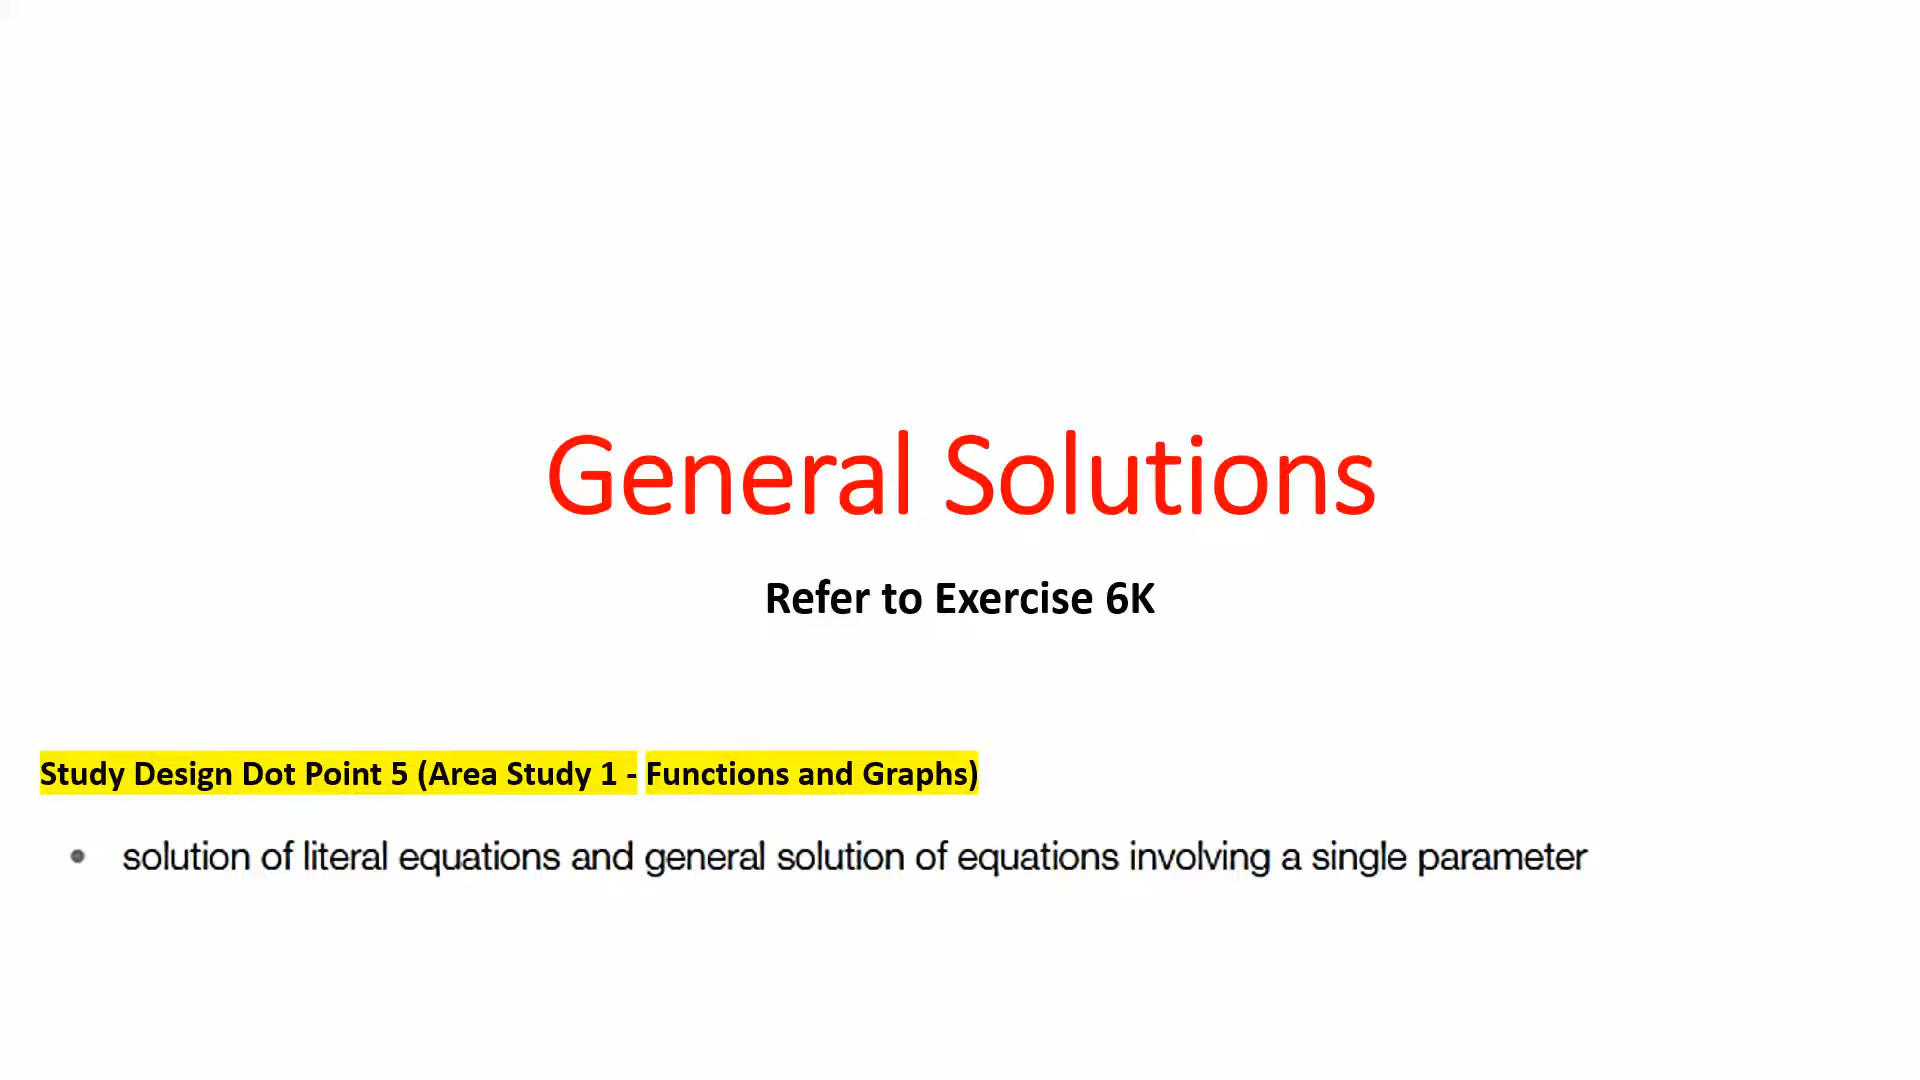 General Solutions
Refer to Exercise 6K
Study Design Dot Point 5 (Area Study 1 - Functions and Graphs)
• solution of literal equations and general solution of equations involving a single parameter